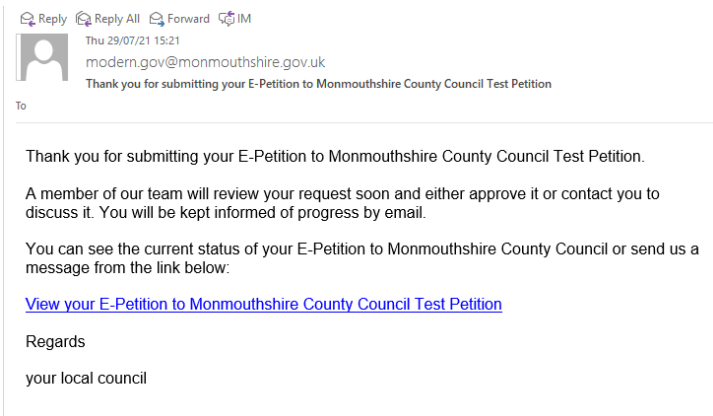 Reply Reply All Forward IM
Thu 29/07/21 15:21
modern.gov@monmouthshire.gov.uk
Thank you for submitting your E-Petition to Monmouthshire County Council Test Petition
To
Thank you for submitting your E-Petition to Monmouthshire County Council Test Petition.
A member of our team will review your request soon and either approve it or contact you to
discuss it. You will be kept informed of progress by email.
You can see the current status of your E-Petition to Monmouthshire County Council or send us a
message from the link below:
View your E-Petition to Monmouthshire County Council Test Petition
Regards
your local council